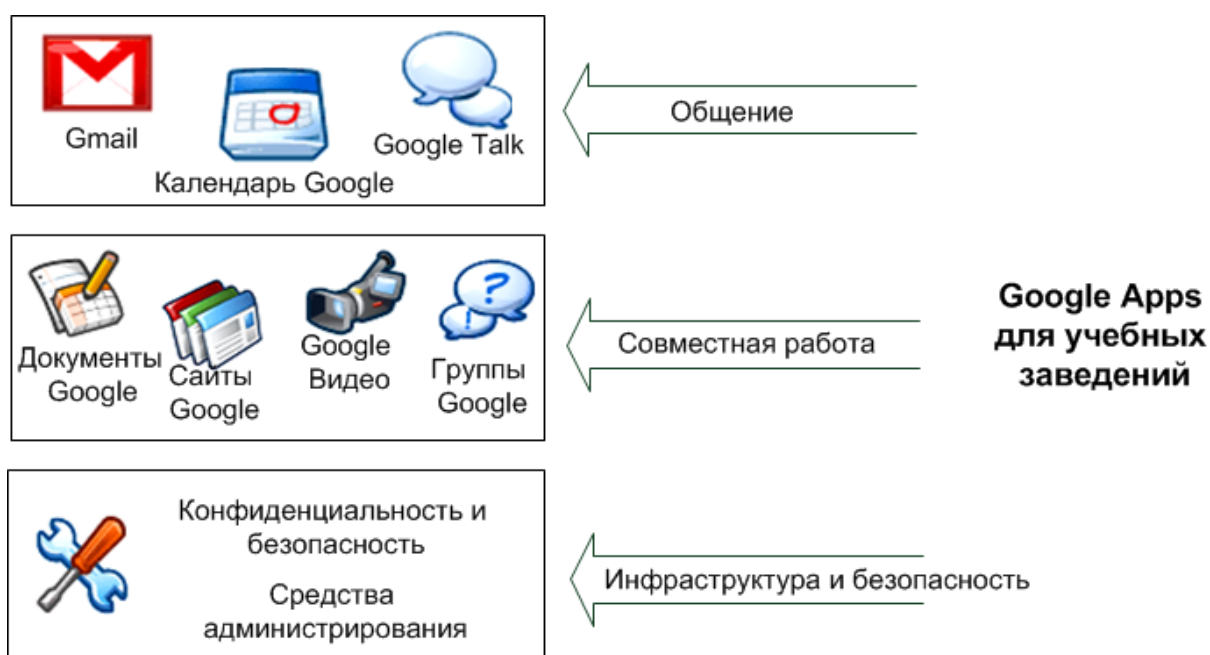 Gmail
Google Talk
Календарь Google
Общение
Документы
Google
Сайты
Google
Google
Видео
Группы
Google
Совместная работа
Google Apps
для учебных
заведений
Конфиденциальность и
безопасность
Средства
администрирования
Инфраструктура и безопасность